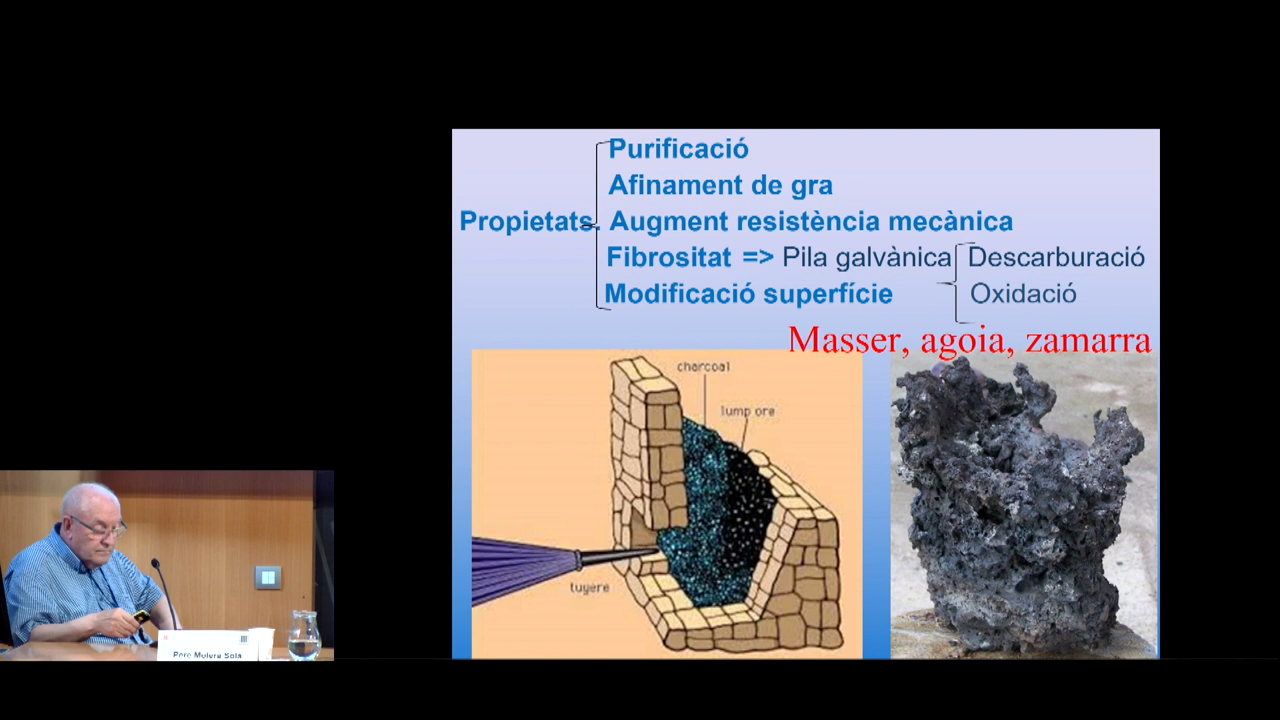 Purificació
Afinament de gra
Propietats. Augment resistència mecànica
Fibrositat => Pila galvànica Descarburació
Modificació superfície Oxidació
Masser, agoia, zamarra
charcoal
lump ore
tuyere
Pere Molera Solà